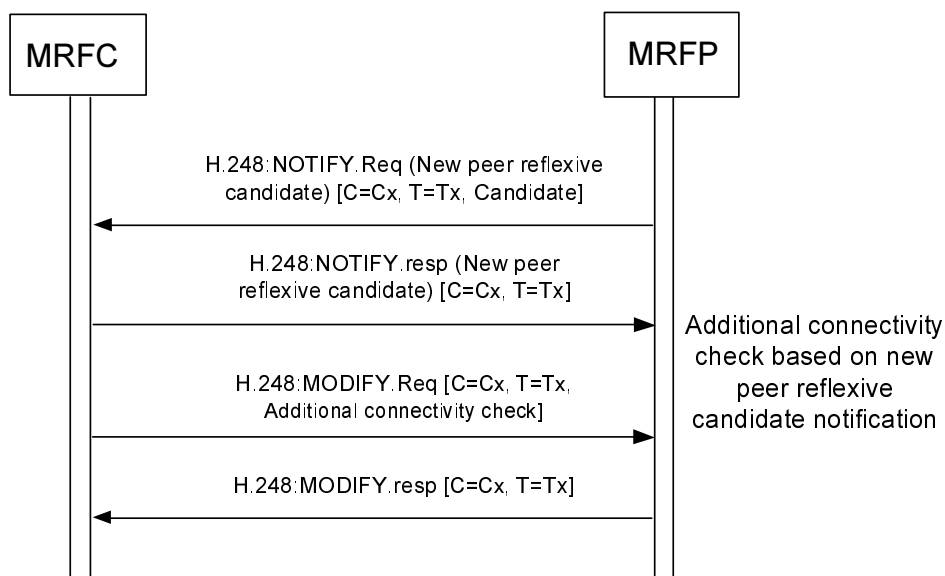 MRFC
MRFP
H.248:NOTIFY.Req (New peer reflexive
candidate) [C=Cx, T=Tx, Candidate]
H.248:NOTIFY.resp (New peer
reflexive candidate) [C=Cx, T=Tx]
Additional connectivity
check based on new
peer reflexive
candidate notification
H.248:MODIFY.Req [C=Cx, T=Tx,
Additional connectivity check]
H.248:MODIFY.resp [C=Cx, T=Tx]